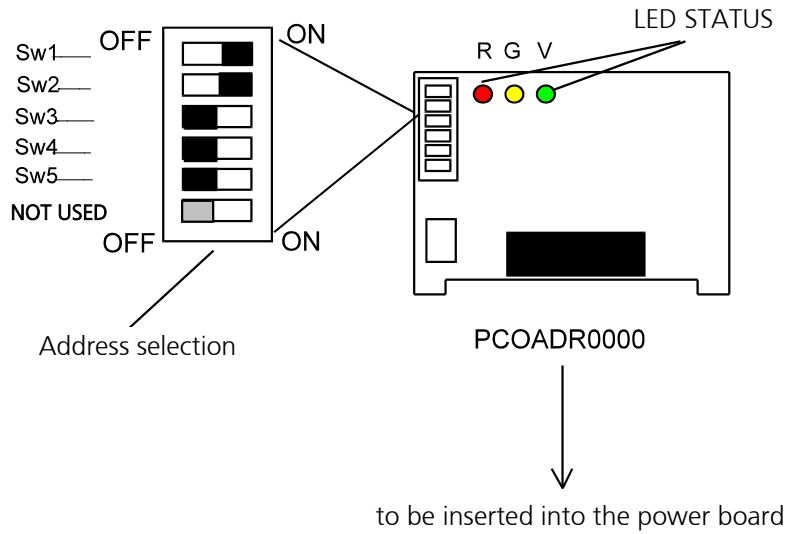 LED STATUS
OFF ON
Sw1
R G V
Sw2
Sw3
Sw4
Sw5
NOT USED
OFF ON
Address selection
PCOADR0000
to be inserted into the power board